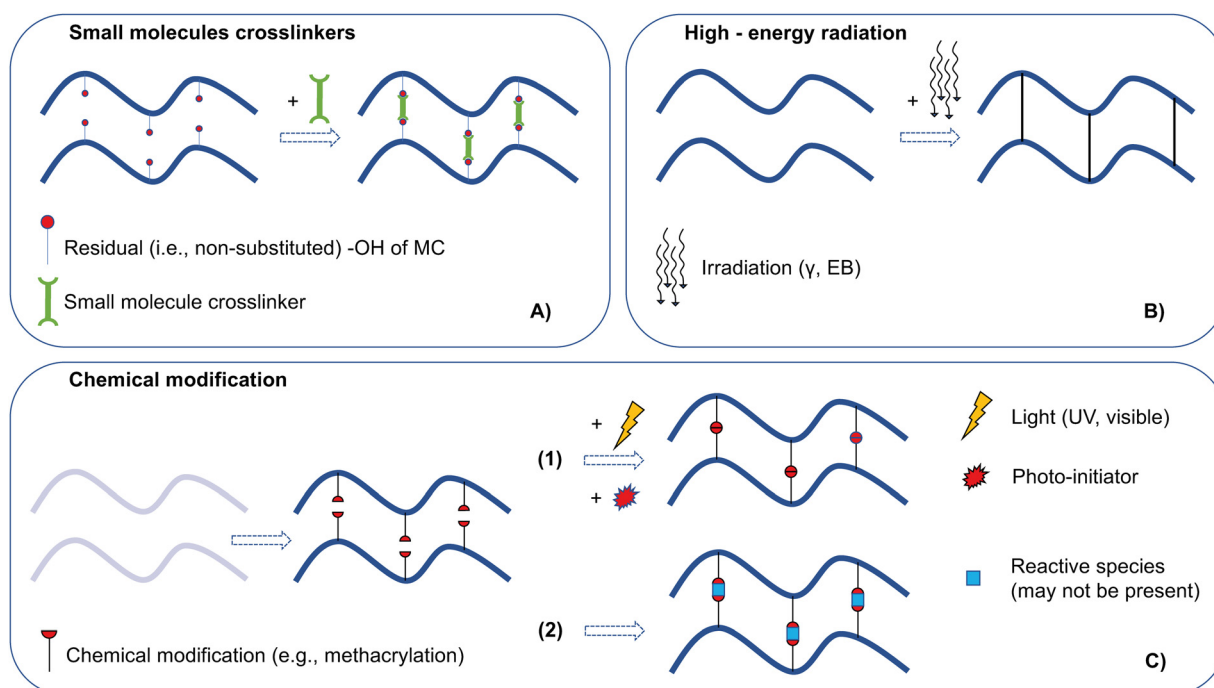 Small molecules crosslinkers
+
Residual (i.e., non-substituted) -OH of MC
Small molecule crosslinker
A)
High - energy radiation
+
Irradiation (γ, EB)
B)
Chemical modification
Chemical modification (e.g., methacrylation)
(1)
+
+
(2)
Light (UV, visible)
Photo-initiator
Reactive species
(may not be present)
C)